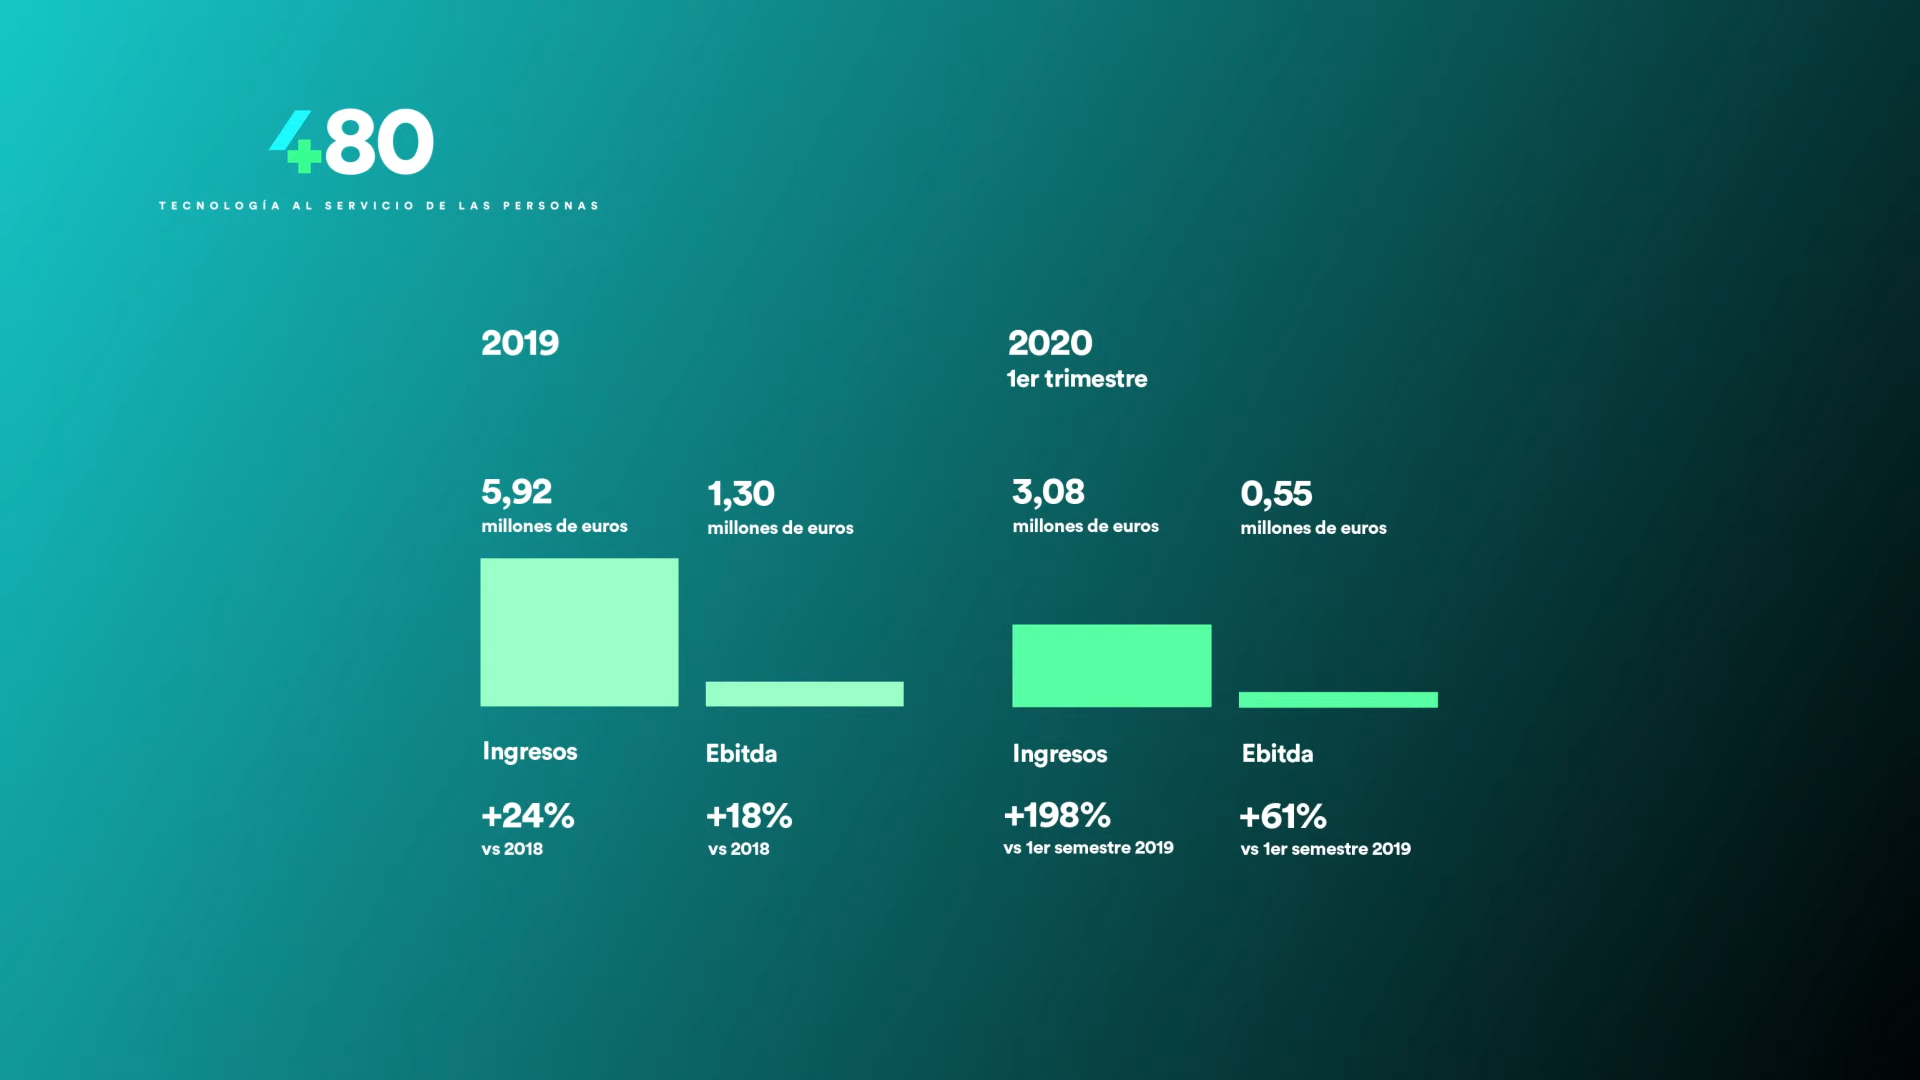 480
TECNOLOGÍA AL SERVICIO DE LAS PERSONAS
2019
2020
1er trimestre
5,92
millones de euros
1,30
millones de euros
3,08
millones de euros
0,55
millones de euros
Ingresos
Ebitda
Ingresos
Ebitda
+24%
vs 2018
+18%
vs 2018
+198%
vs 1er semestre 2019
+61%
vs 1er semestre 2019